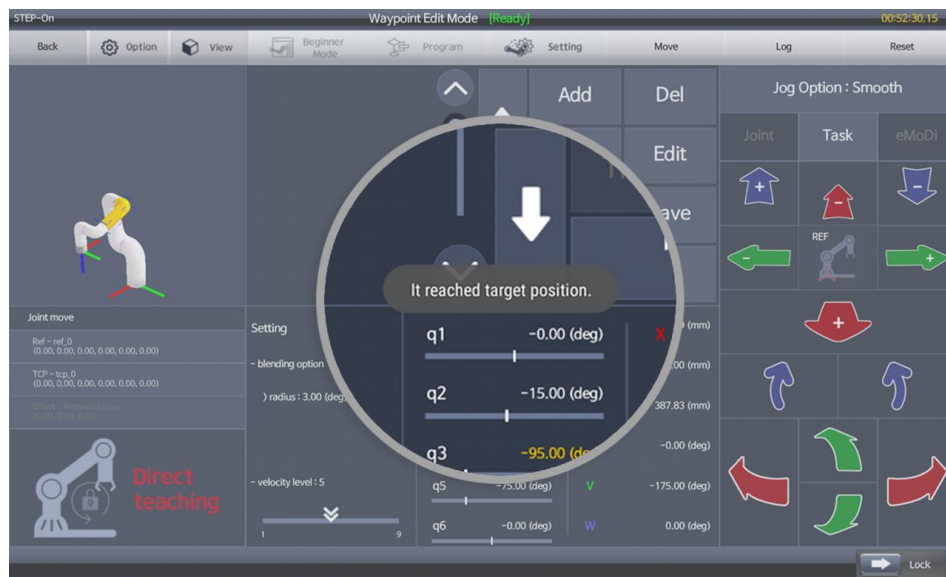 STEP-On
Waypoint Edit Mode [Ready]
00:52:30.15
Back
Option
View
Beginner
Mode
Program
Setting
Move
Log
Reset
Add
Del
Edit
ave
It reached target position.
Jog Option : Smooth
Joint
Task
eMoDi
+
-
-
-
REF
+
+
Joint move
Ref - ref_0
(0.00, 0.00, 0.00, 0.00, 0.00, 0.00)
TCP - tcp_0
(0.00, 0.00, 0.00, 0.00, 0.00, 0.00)
Direct
teaching
Setting
- blending option
) radius : 3.00 (deg
- velocity level : 5
1
9
q1
-0.00 (deg)
q2
-15.00 (deg)
q3
-95.00 (de
q5
-75.00 (deg)
q6
-0.00 (deg)
X
(mm)
.00 (mm)
387.83 (mm)
-0.00 (deg)
V
-175.00 (deg)
W
0.00 (deg)
Lock